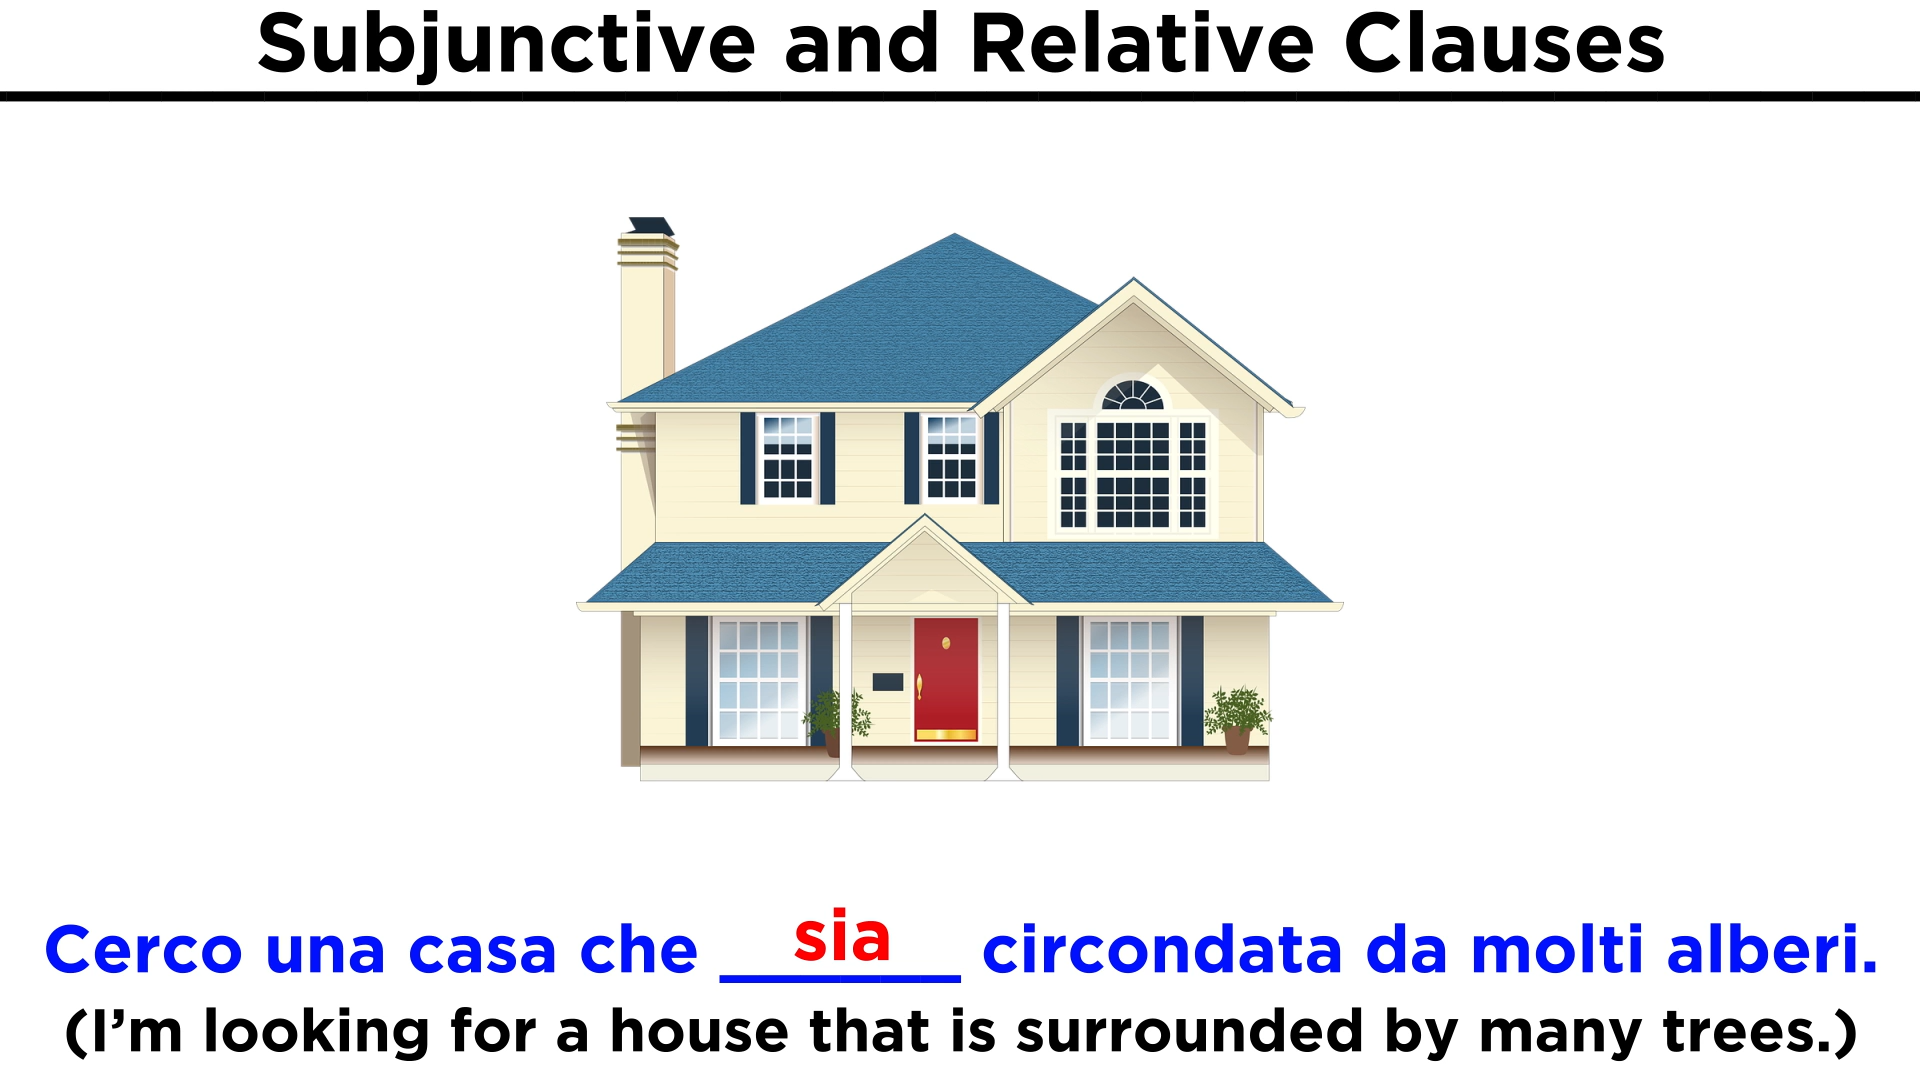 Subjunctive and Relative Clauses
Cerco una casa che sia circondata da molti alberi.
(I’m looking for a house that is surrounded by many trees.)